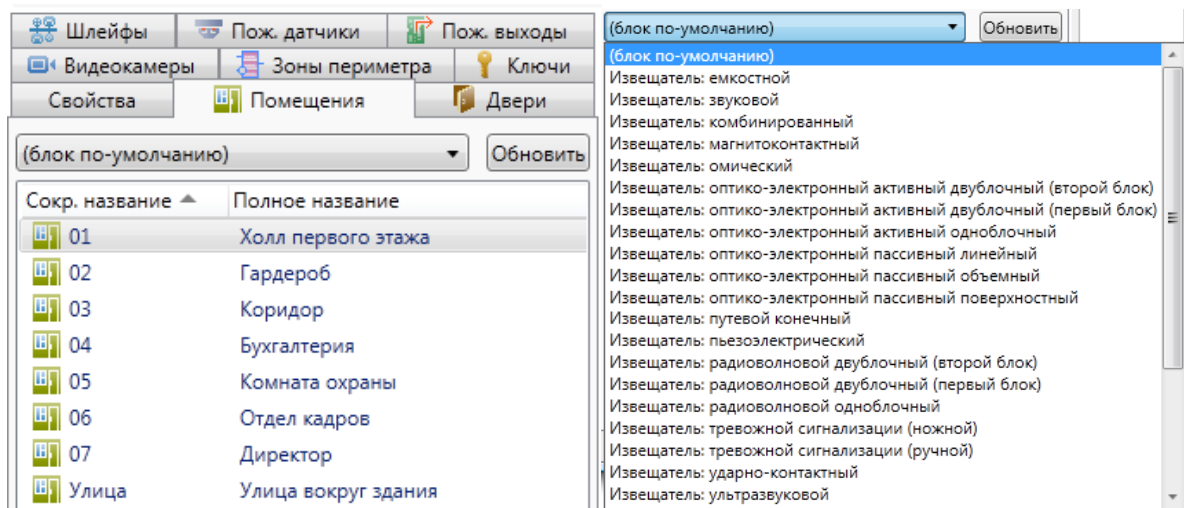 Шлейфы
Пож. датчики
Пож. выходы
Видеокамеры
Зоны периметра
Ключи
Свойства
Помещения
Двери
(блок по-умолчанию)
Обновить
Сокр. название
Полное название
01
Холл первого этажа
02
Гардероб
03
Коридор
04
Бухгалтерия
05
Комната охраны
06
Отдел кадров
07
Директор
Улица
Улица вокруг здания
(блок по-умолчанию)
Обновить
(блок по-умолчанию)
Извещатель: емкостной
Извещатель: звуковой
Извещатель: комбинированный
Извещатель: магнитоконтактный
Извещатель: омический
Извещатель: оптико-электронный активный двублочный (второй блок)
Извещатель: оптико-электронный активный двублочный (первый блок)
Извещатель: оптико-электронный активный одноблочный
Извещатель: оптико-электронный пассивный линейный
Извещатель: оптико-электронный пассивный объемный
Извещатель: оптико-электронный пассивный поверхностный
Извещатель: путевой конечный
Извещатель: пьезоэлектрический
Извещатель: радиоволновой двублочный (второй блок)
Извещатель: радиоволновой двублочный (первый блок)
Извещатель: радиоволновой одноблочный
Извещатель: тревожной сигнализации (ножной)
Извещатель: тревожной сигнализации (ручной)
Извещатель: ударно-контактный
Извещатель: ультразвуковой